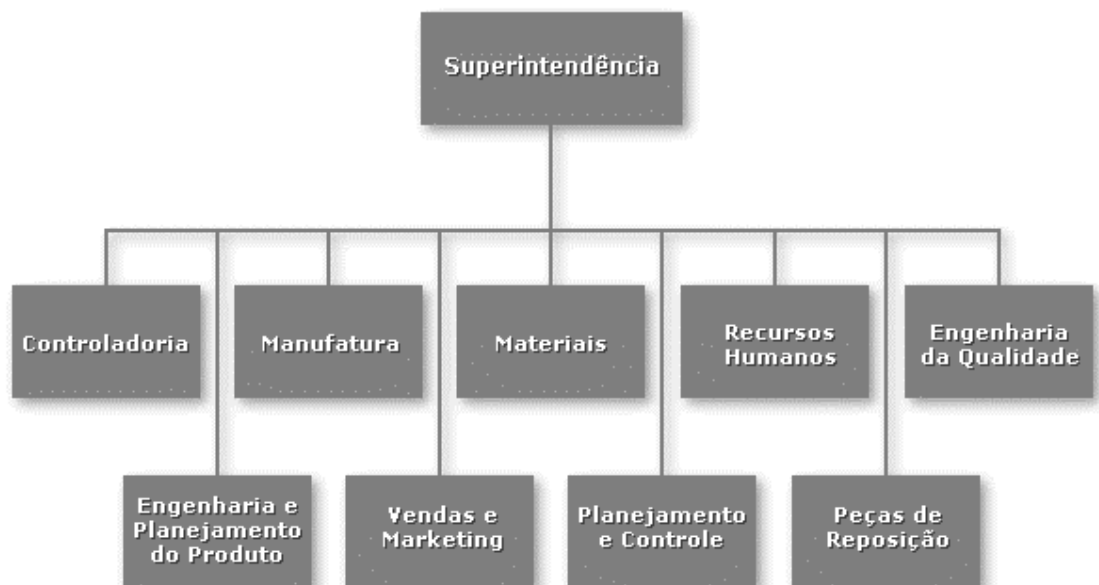 Superintendência
Controladoria
Manufatura
Materiais
Recursos
Humanos
Engenharia
da Qualidade
Engenharia e
Planejamento
do Produto
Vendas e
Marketing
Planejamento
e Controle
Peças de
Reposição